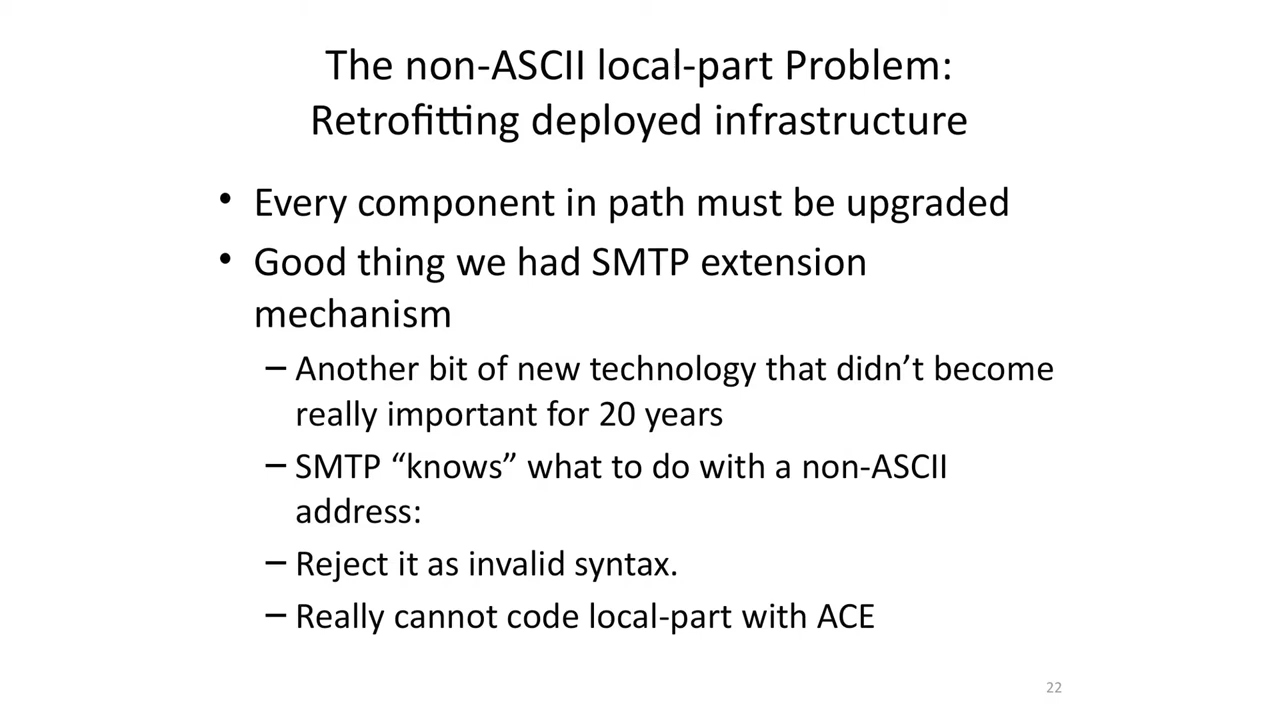 The non-ASCII local-part Problem:
Retrofitting deployed infrastructure
• Every component in path must be upgraded
• Good thing we had SMTP extension
mechanism
– Another bit of new technology that didn’t become
really important for 20 years
– SMTP “knows” what to do with a non-ASCII
address:
– Reject it as invalid syntax.
– Really cannot code local-part with ACE
22